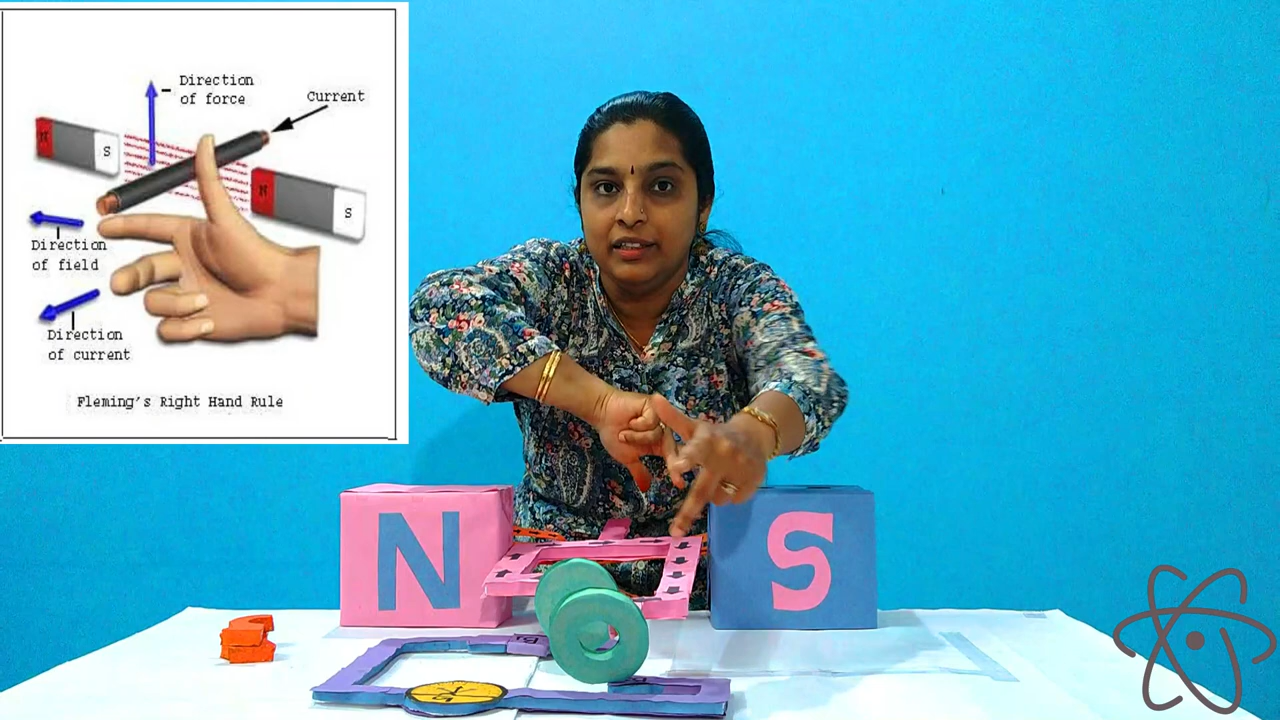 Direction
of force
Current
N
S
N
S
Direction
of field
Direction
of current
Fleming's Right Hand Rule
N
S
G